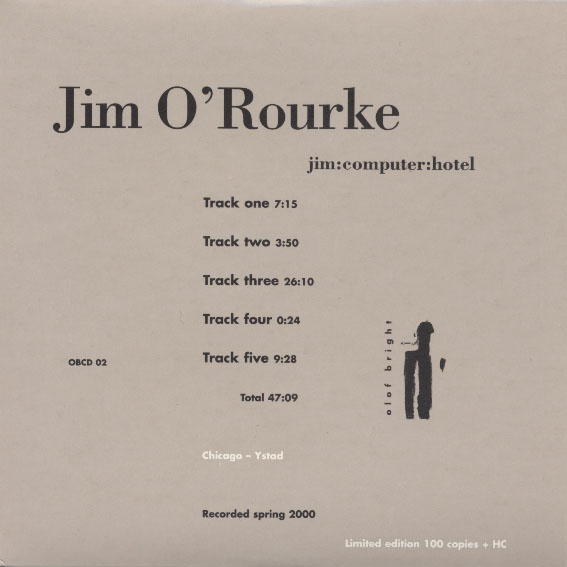 Jim O’Rourke
jim:computer:hotel
Track one 7:15
Track two 3:50
Track three 26:10
Track four 0:24
olof bright
Track five 9:28
OBCD 02
Total 47:09
Chicago – Ystad
Recorded spring 2000
Limited edition 100 copies + HC